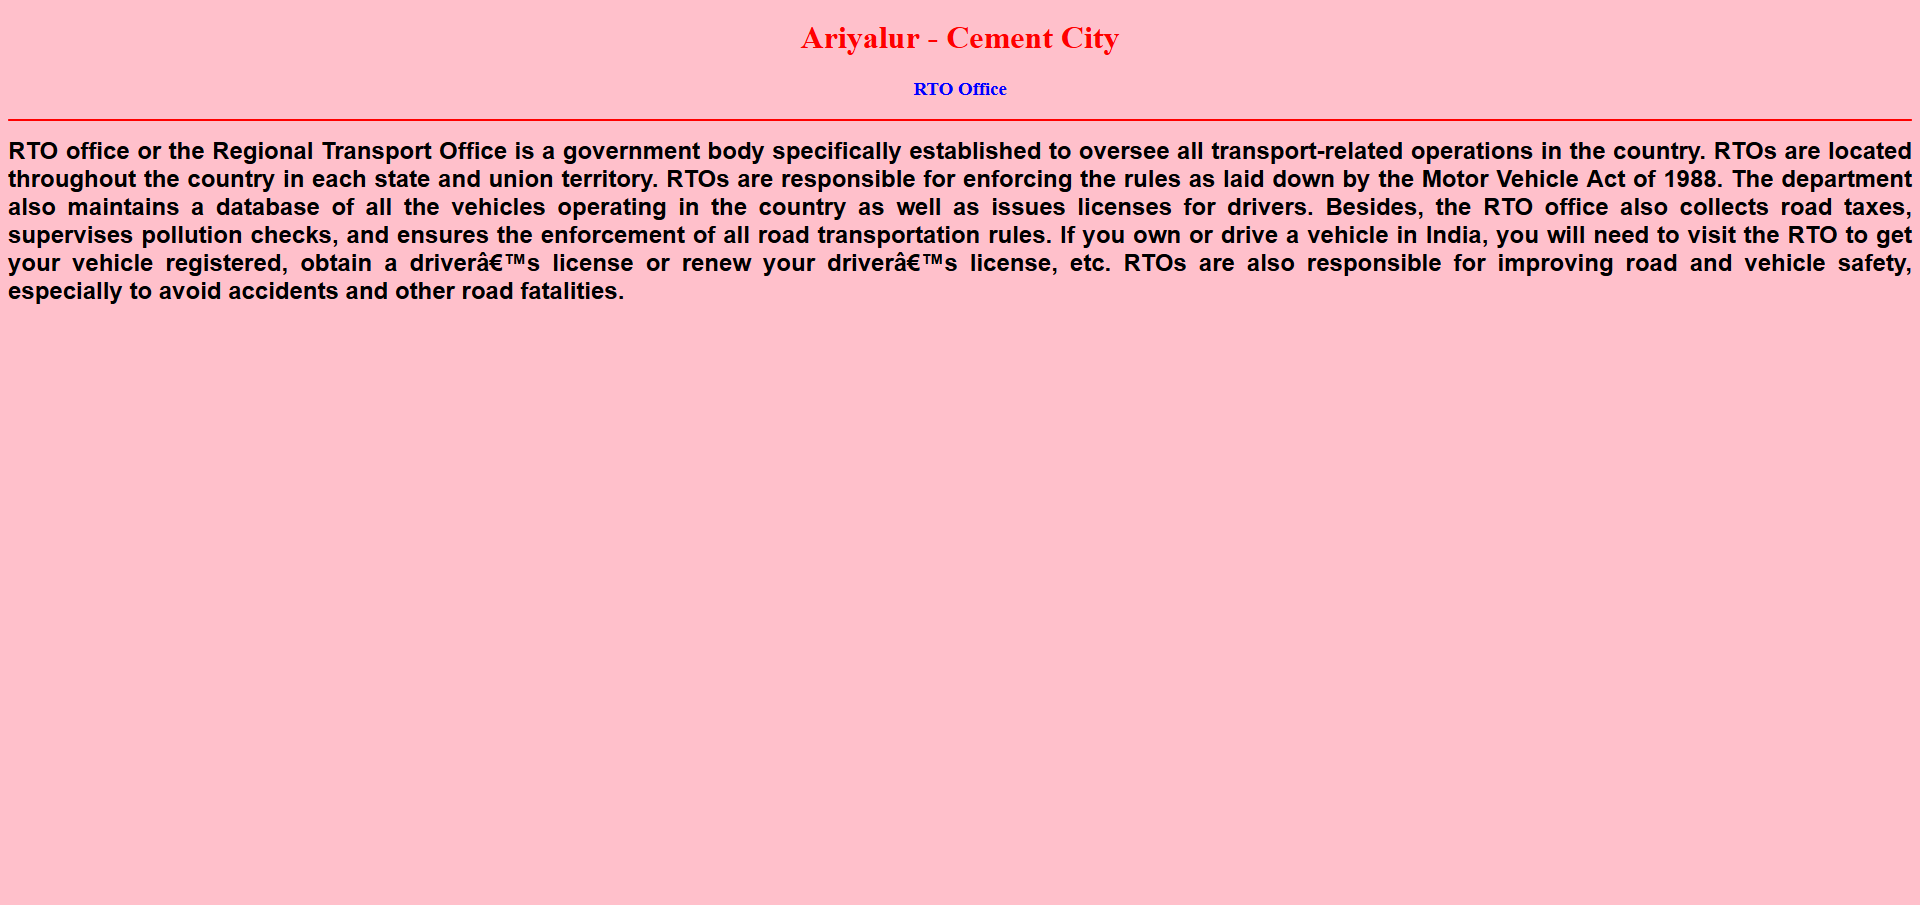 Ariyalur - Cement City
RTO Office
RTO office or the Regional Transport Office is a government body specifically established to oversee all transport-related operations in the country. RTOs are located
throughout the country in each state and union territory. RTOs are responsible for enforcing the rules as laid down by the Motor Vehicle Act of 1988. The department
also maintains a database of all the vehicles operating in the country as well as issues licenses for drivers. Besides, the RTO office also collects road taxes,
supervises pollution checks, and ensures the enforcement of all road transportation rules. If you own or drive a vehicle in India, you will need to visit the RTO to get
your vehicle registered, obtain a driverâ€™s license or renew your driverâ€™s license, etc. RTOs are also responsible for improving road and vehicle safety,
especially to avoid accidents and other road fatalities.